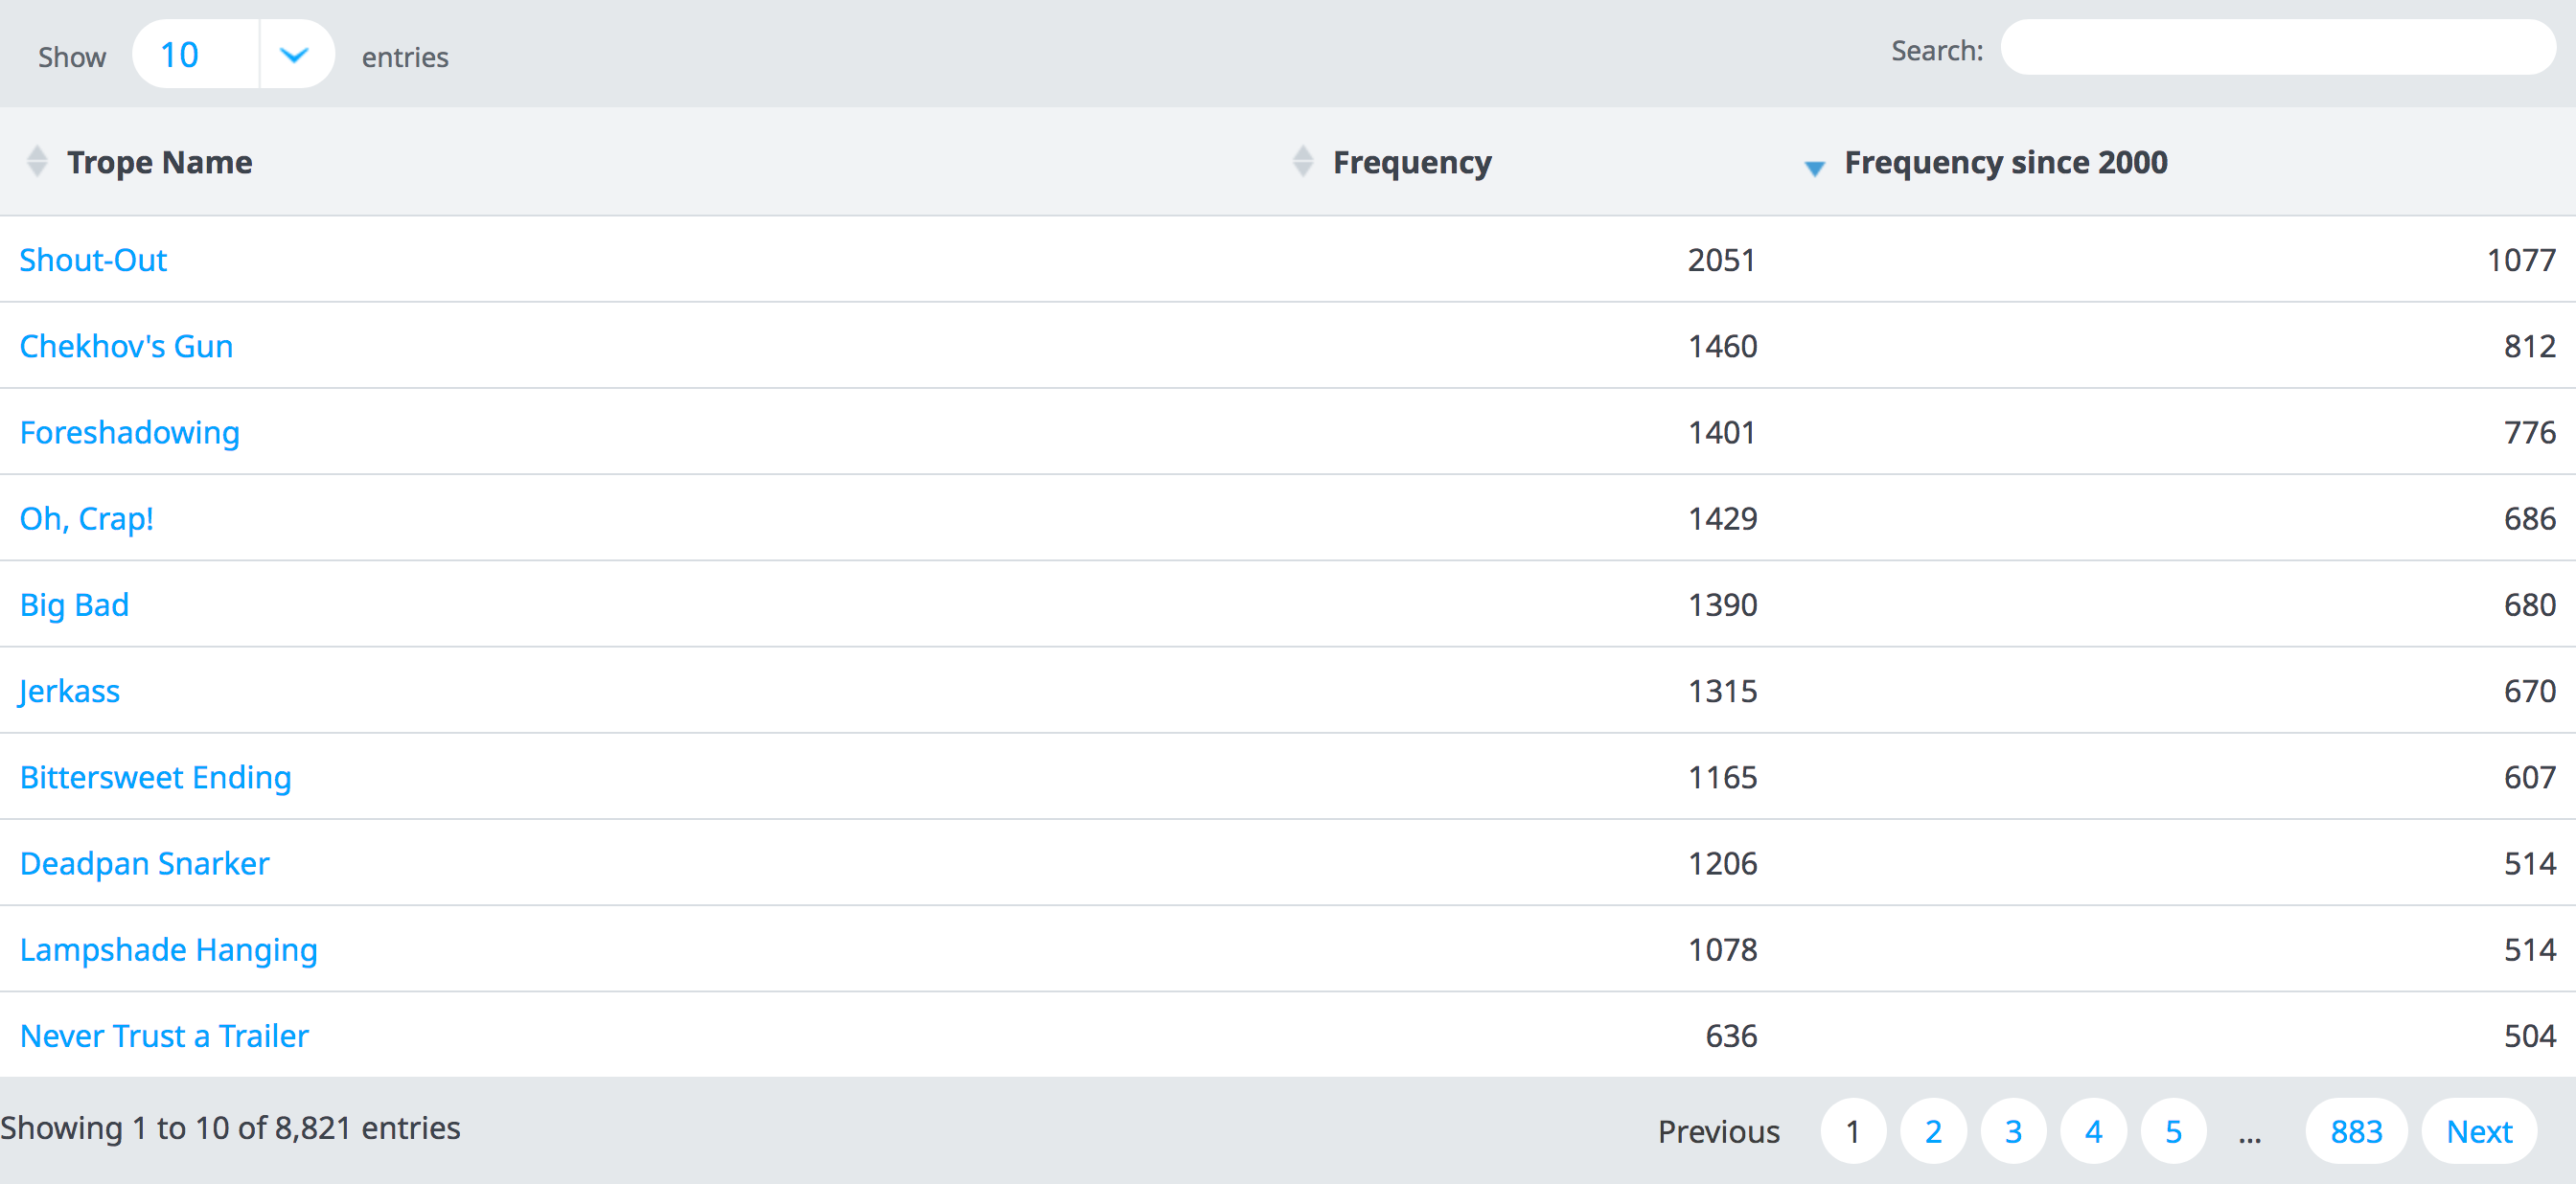 Show 10 entries Search:
Trope Name Frequency Frequency since 2000
Shout-Out 2051 1077
Chekhov's Gun 1460 812
Foreshadowing 1401 776
Oh, Crap! 1429 686
Big Bad 1390 680
Jerkass 1315 670
Bittersweet Ending 1165 607
Deadpan Snarker 1206 514
Lampshade Hanging 1078 514
Never Trust a Trailer 636 504
Showing 1 to 10 of 8,821 entries Previous 1 2 3 4 5 ... 883 Next